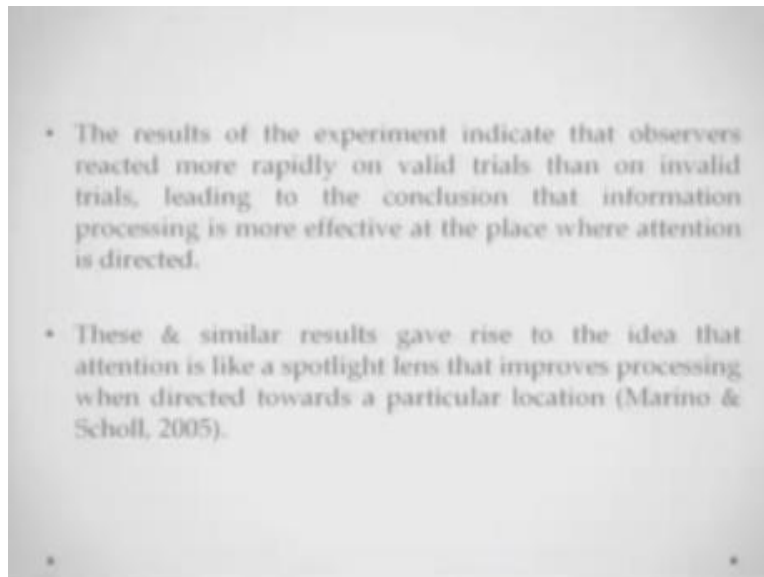 • The results of the experiment indicate that observers
reacted more rapidly on valid trials than on invalid
trials, leading to the conclusion that information
processing is more effective at the place where attention
is directed.
• These & similar results gave rise to the idea that
attention is like a spotlight lens that improves processing
when directed towards a particular location (Marino &
Scholl, 2005).